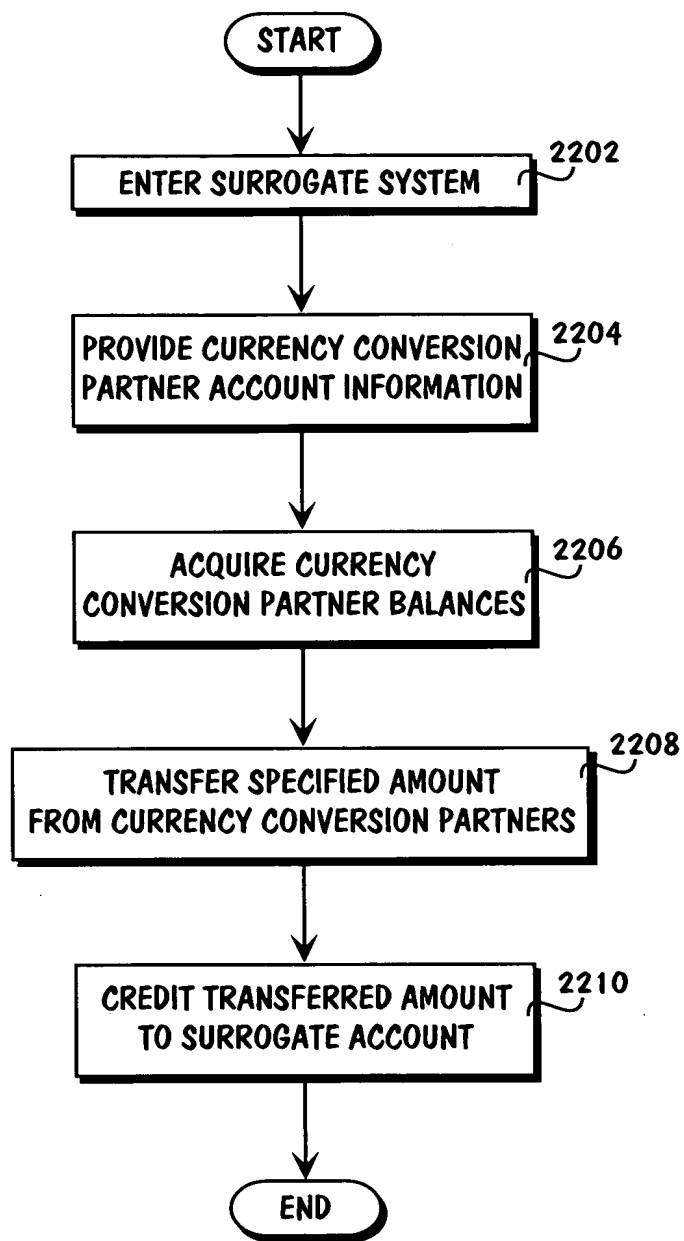 START
2202
ENTER SURROGATE SYSTEM
2204
PROVIDE CURRENCY CONVERSION
PARTNER ACCOUNT INFORMATION
2206
ACQUIRE CURRENCY
CONVERSION PARTNER BALANCES
2208
TRANSFER SPECIFIED AMOUNT
FROM CURRENCY CONVERSION PARTNERS
2210
CREDIT TRANSFERRED AMOUNT
TO SURROGATE ACCOUNT
END